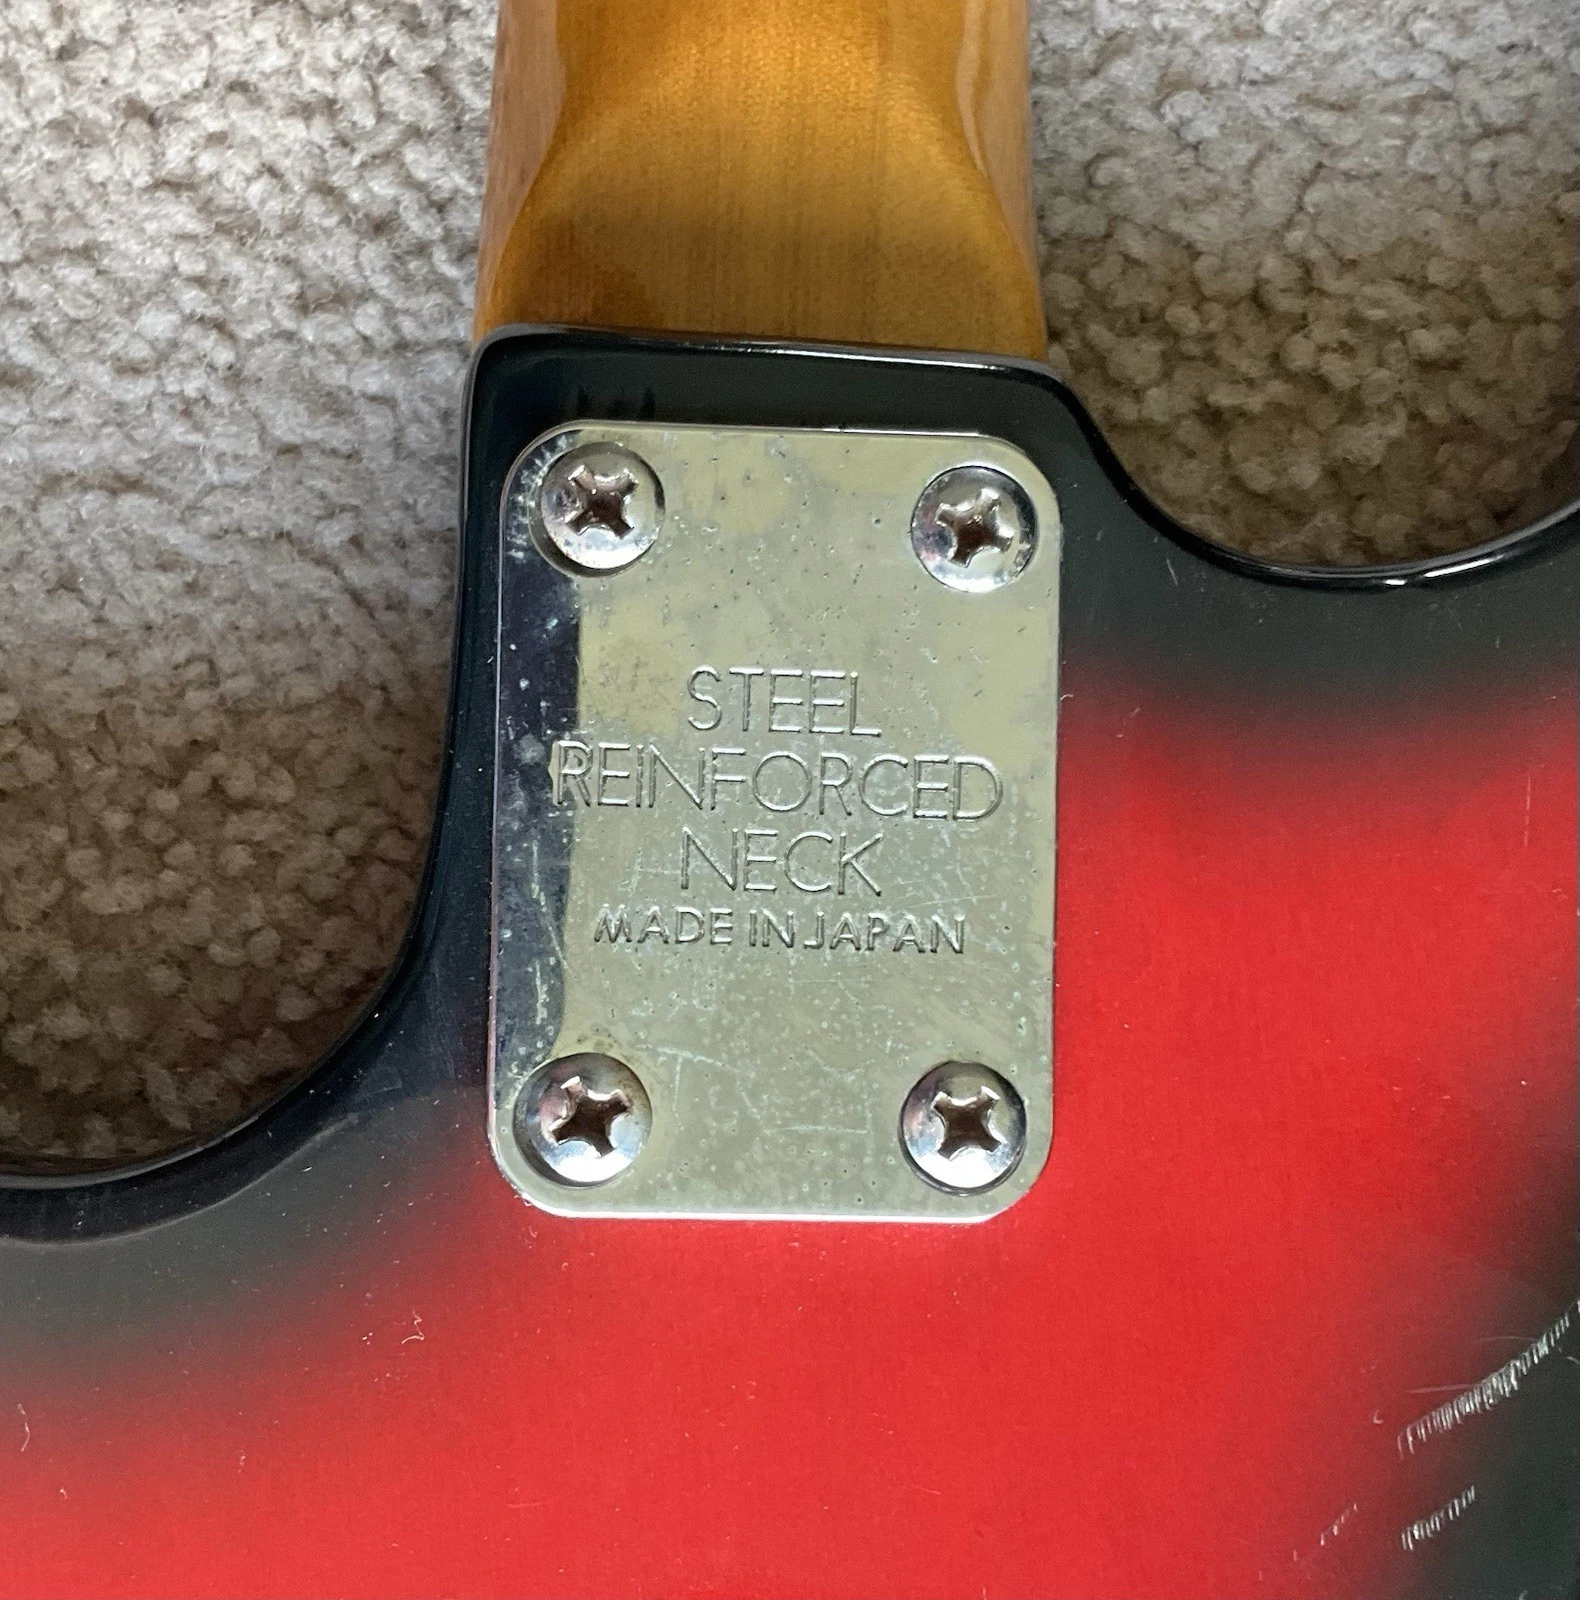 STEEL
REINFORCED
NECK
MADE IN JAPAN